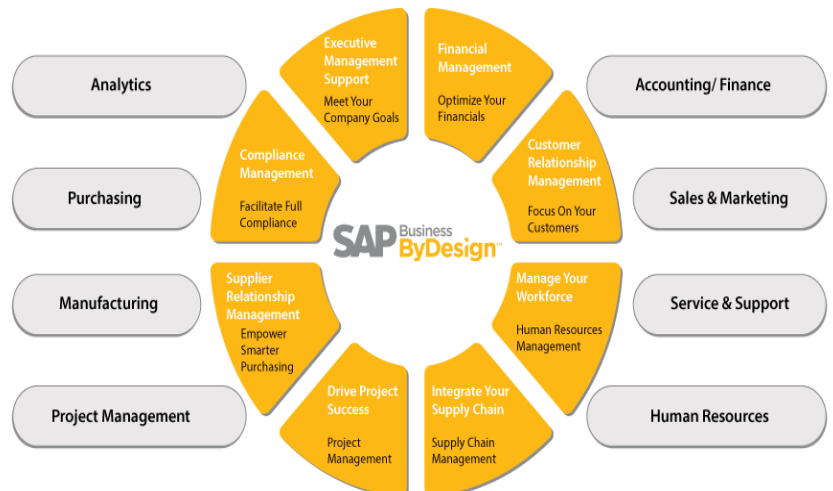 Analytics
Purchasing
Manufacturing
Project Management
Executive
Management
Support
Meet Your
Company Goals
Financial
Management
Optimize Your
Financials
Compliance
Management
Facilitate Full
Compliance
Customer
Relationship
Management
Focus On Your
Customers
SAP Business
ByDesign™
Supplier
Relationship
Management
Empower
Smarter
Purchasing
Manage Your
Workforce
Human Resources
Management
Drive Project
Success
Project
Management
Integrate Your
Supply Chain
Supply Chain
Management
Accounting/ Finance
Sales & Marketing
Service & Support
Human Resources